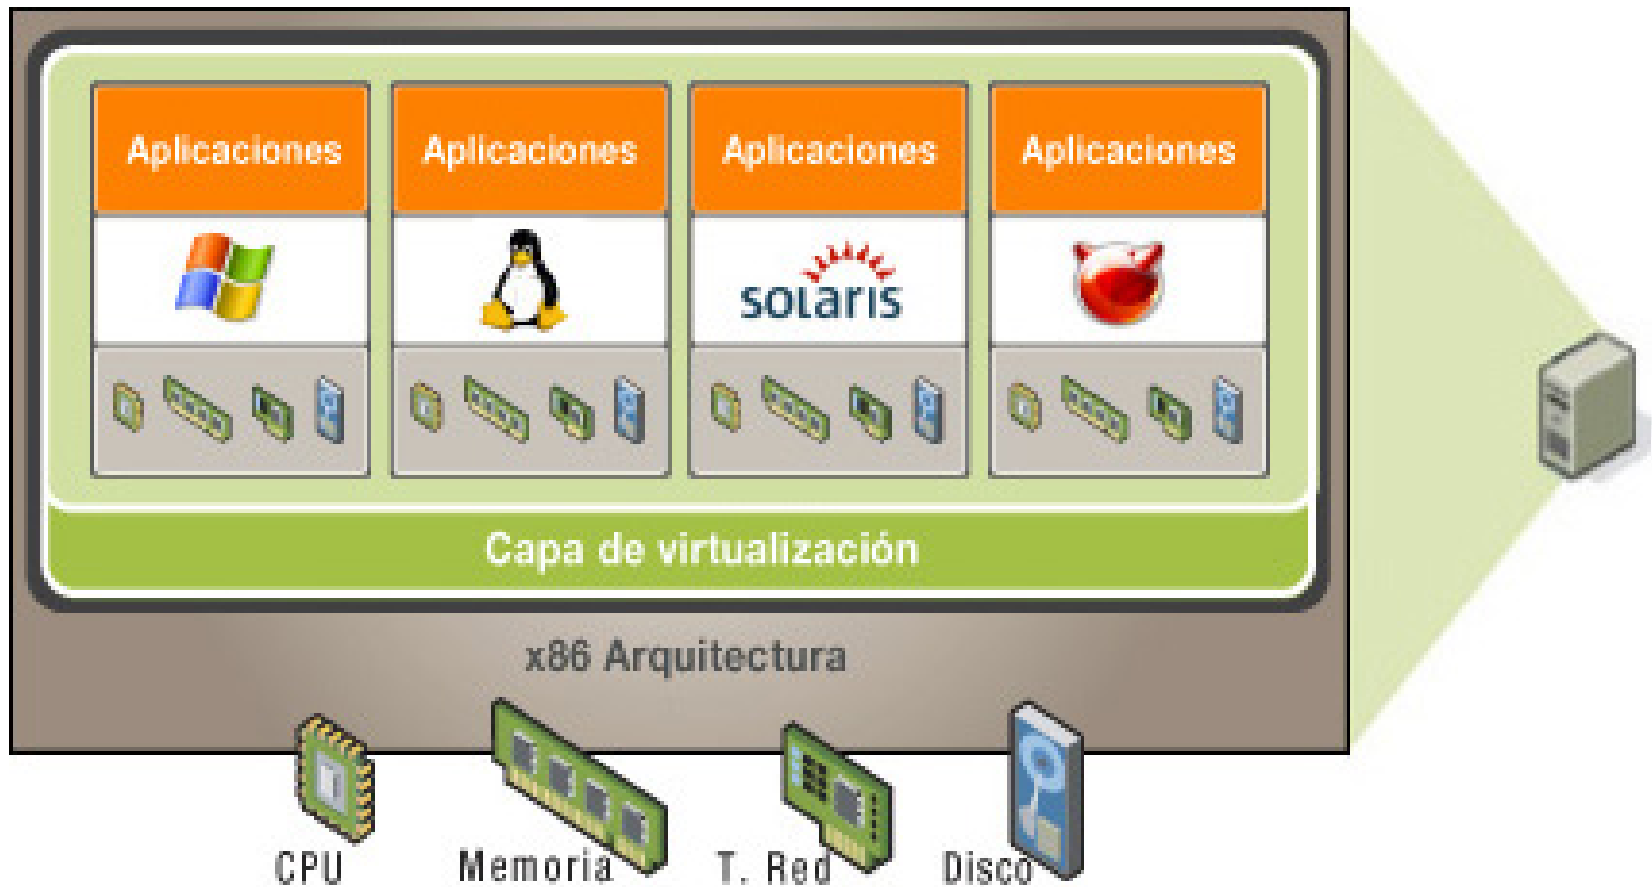 Aplicaciones Aplicaciones Aplicaciones Aplicaciones
solaris
Capa de virtualización
x86 Arquitectura
CPU Memoria T. Red Disco